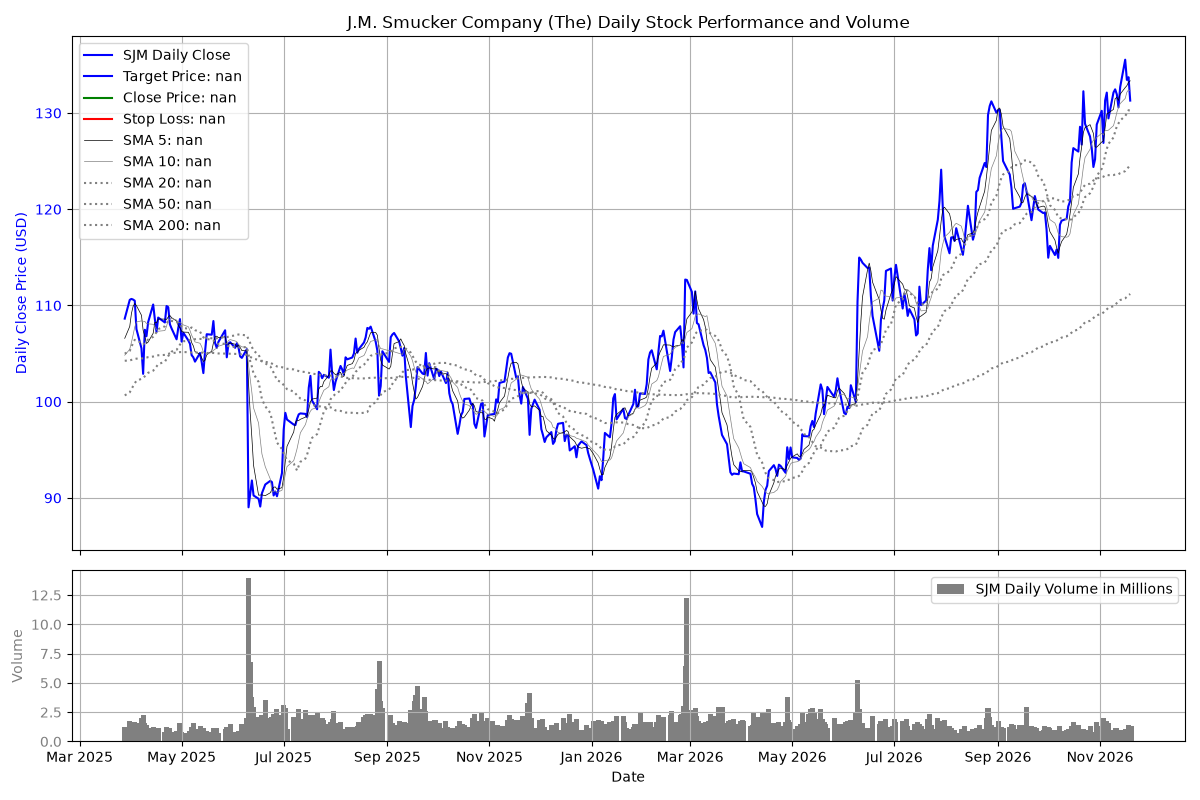 J.M. Smucker Company (The) Daily Stock Performance and Volume
SJM Daily Close
Target Price: nan
Close Price: nan
Stop Loss: nan
SMA 5: nan
SMA 10: nan
SMA 20: nan
SMA 50: nan
SMA 200: nan
Daily Close Price (USD)
130
120
110
100
90
SJM Daily Volume in Millions
Volume
12.5
10.0
7.5
5.0
2.5
0.0
Mar 2025 May 2025 Jul 2025 Sep 2025 Nov 2025 Jan 2026 Mar 2026 May 2026 Jul 2026 Sep 2026 Nov 2026
Date